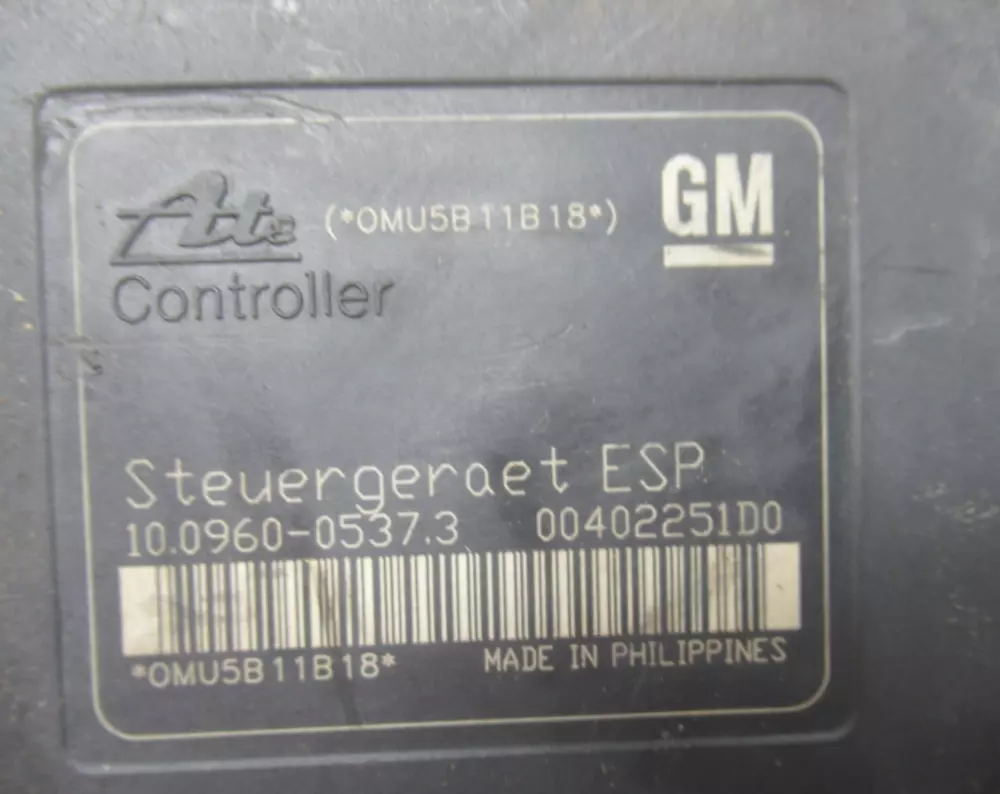 Ate (*OMU5B11B18*) GM
Controller
Steuergeraet ESP
10.0960-0537.3 00402251D0
*OMU5B11B18* MADE IN PHILIPPINES